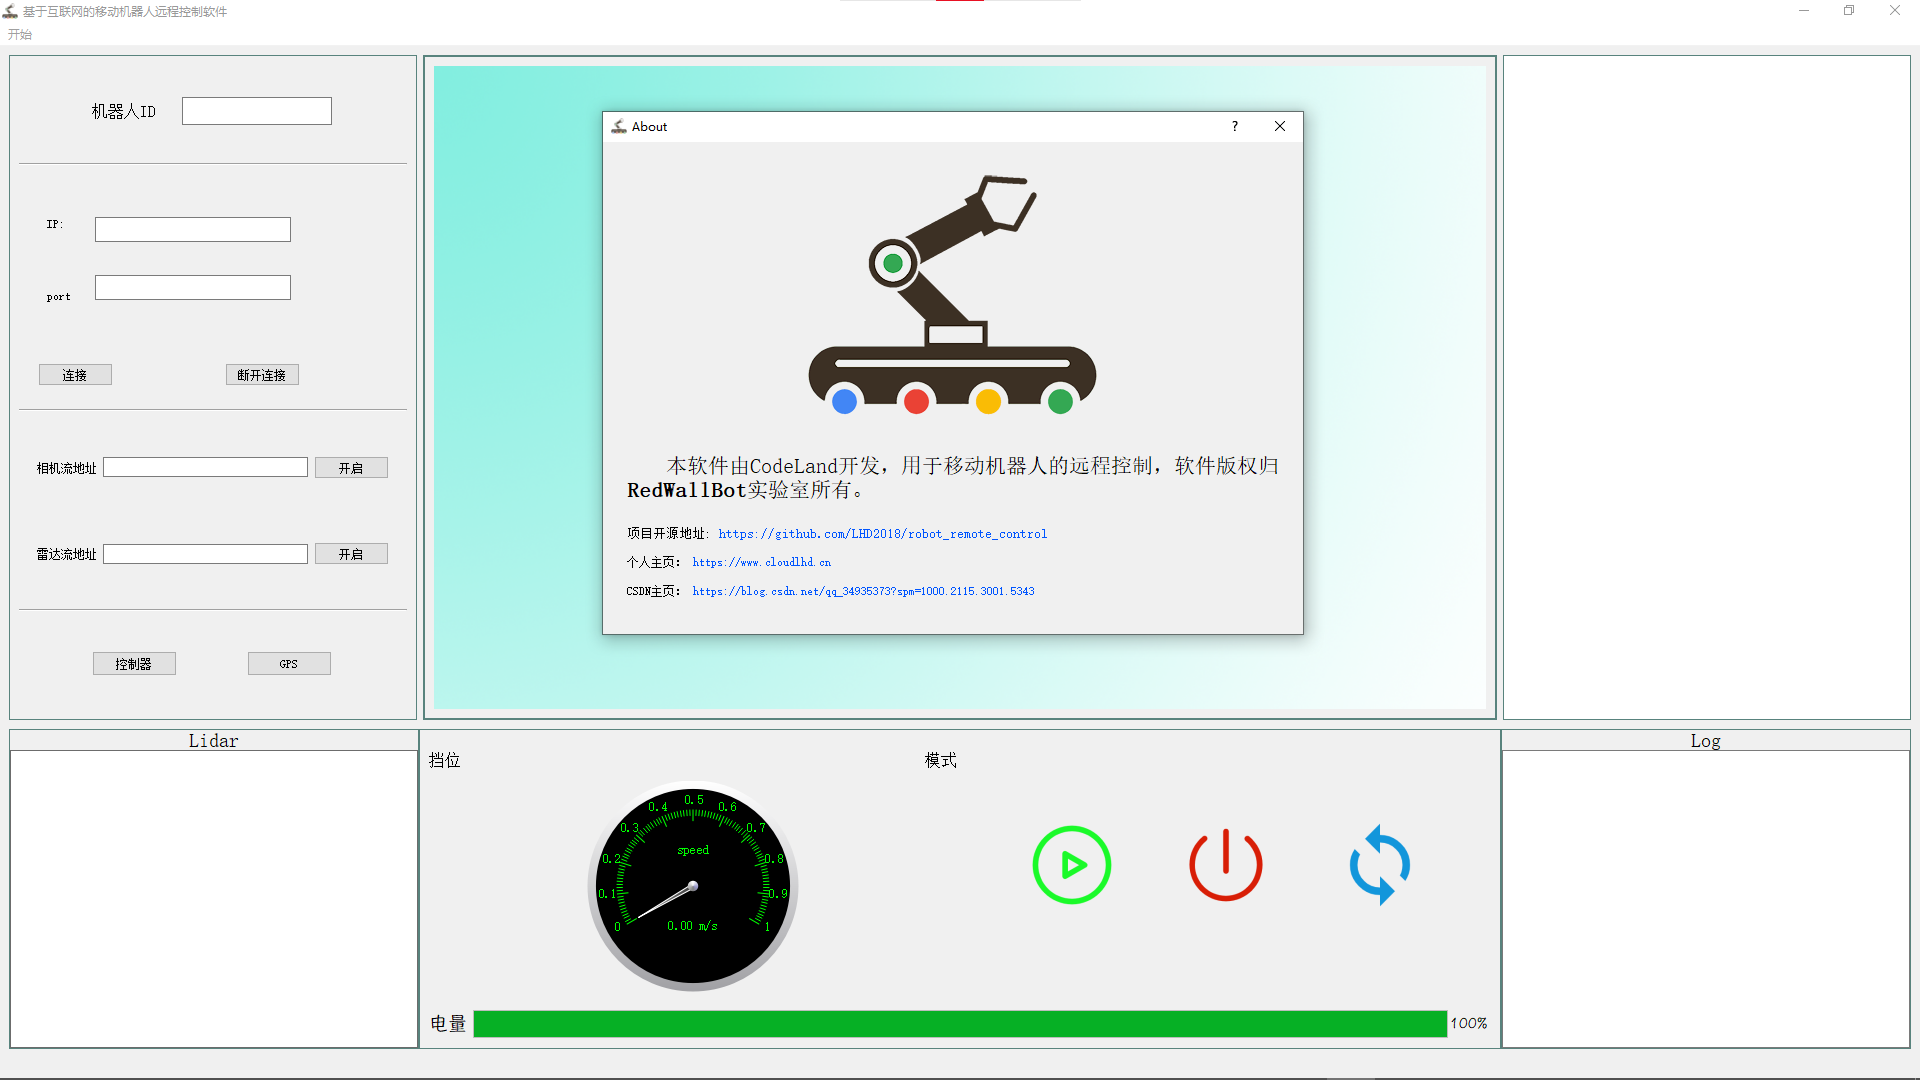 基于互联网的移动机器人远程控制软件
开始
机器人ID
IP:
port
连接 断开连接
相机流地址 开启
雷达流地址 开启
控制器 GPS
About ?
本软件由CodeLand开发，用于移动机器人的远程控制，软件版权归
RedWallBot实验室所有。
项目开源地址: https://github.com/LHD2018/robot_remote_control
个人主页： https://www.cloudlhd.cn
CSDN主页： https://blog.csdn.net/qq_34935373?spm=1000.2115.3001.5343
Lidar
挡位
模式
0
0.1
0.2
0.3
0.4
0.5
0.6
0.7
0.8
0.9
1
speed
0.00 m/s
电量 100%
Log